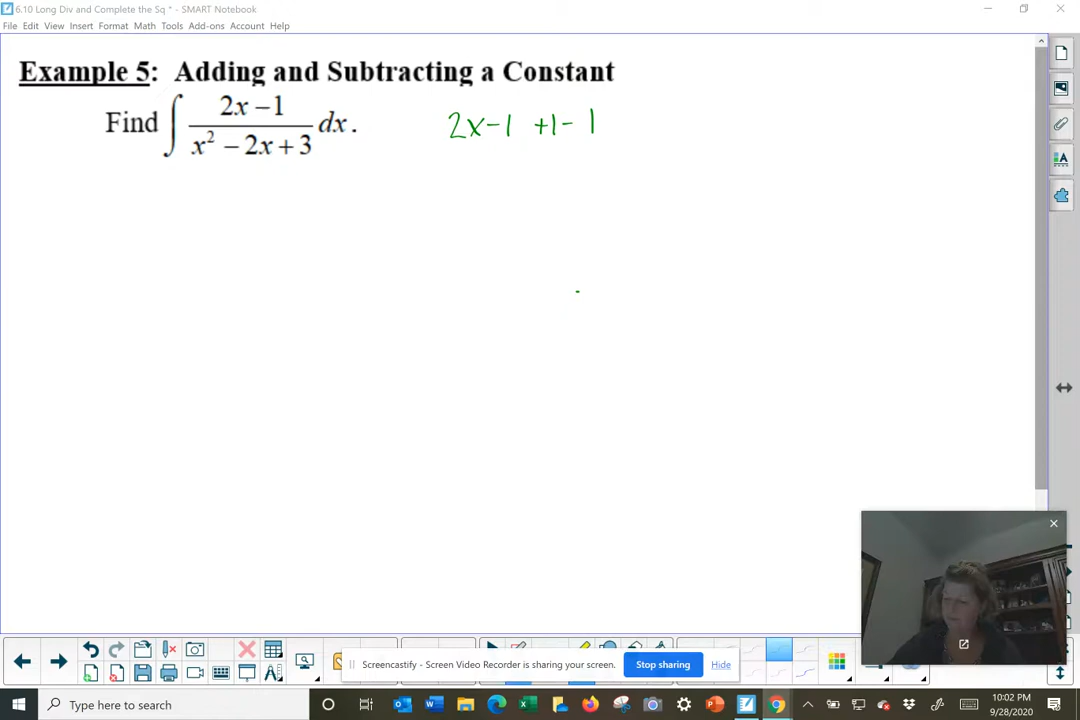 6.10 Long Div and Complete the Sq * - SMART Notebook
File Edit View Insert Format Math Tools Add-ons Help
Example 5: Adding and Subtracting a Constant
Find ∫ (2x − 1)/(x² − 2x + 3) dx.
2x-1 +1-1
Screencastify - Screen Video Recorder is sharing your screen.
Stop sharing
Hide
Type here to search
10:02 PM
9/28/2020